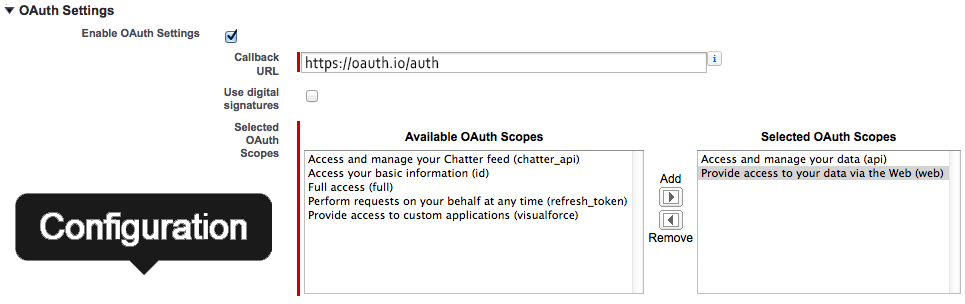 OAuth Settings
Enable OAuth Settings
Callback
URL
https://oauth.io/auth
i
Use digital
signatures
Selected
OAuth
Scopes
Available OAuth Scopes
Access and manage your Chatter feed (chatter_api)
Access your basic information (id)
Full access (full)
Perform requests on your behalf at any time (refresh_token)
Provide access to custom applications (visualforce)
Add
Remove
Selected OAuth Scopes
Access and manage your data (api)
Provide access to your data via the Web (web)
Configuration